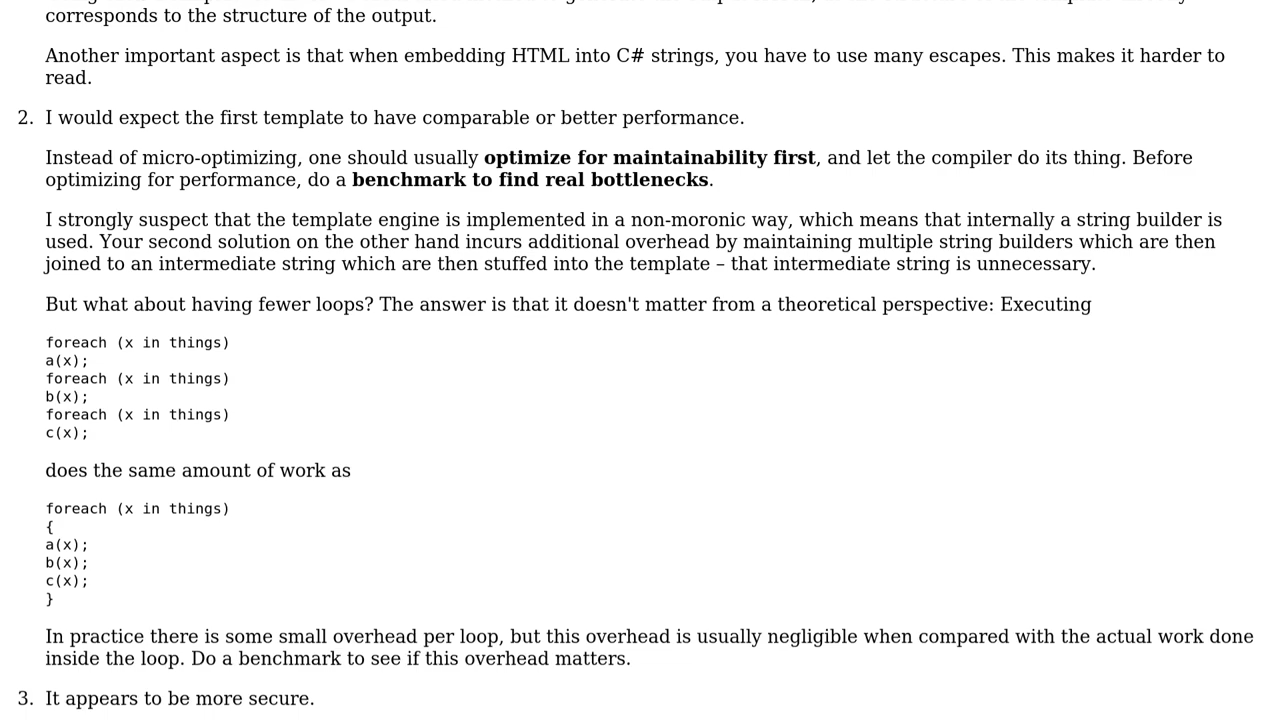 corresponds to the structure of the output.
Another important aspect is that when embedding HTML into C# strings, you have to use many escapes. This makes it harder to
read.
2. I would expect the first template to have comparable or better performance.
Instead of micro-optimizing, one should usually optimize for maintainability first, and let the compiler do its thing. Before
optimizing for performance, do a benchmark to find real bottlenecks.
I strongly suspect that the template engine is implemented in a non-moronic way, which means that internally a string builder is
used. Your second solution on the other hand incurs additional overhead by maintaining multiple string builders which are then
joined to an intermediate string which are then stuffed into the template – that intermediate string is unnecessary.
But what about having fewer loops? The answer is that it doesn't matter from a theoretical perspective: Executing
foreach (x in things)
a(x);
foreach (x in things)
b(x);
foreach (x in things)
c(x);
does the same amount of work as
foreach (x in things)
{
a(x);
b(x);
c(x);
}
In practice there is some small overhead per loop, but this overhead is usually negligible when compared with the actual work done
inside the loop. Do a benchmark to see if this overhead matters.
3. It appears to be more secure.